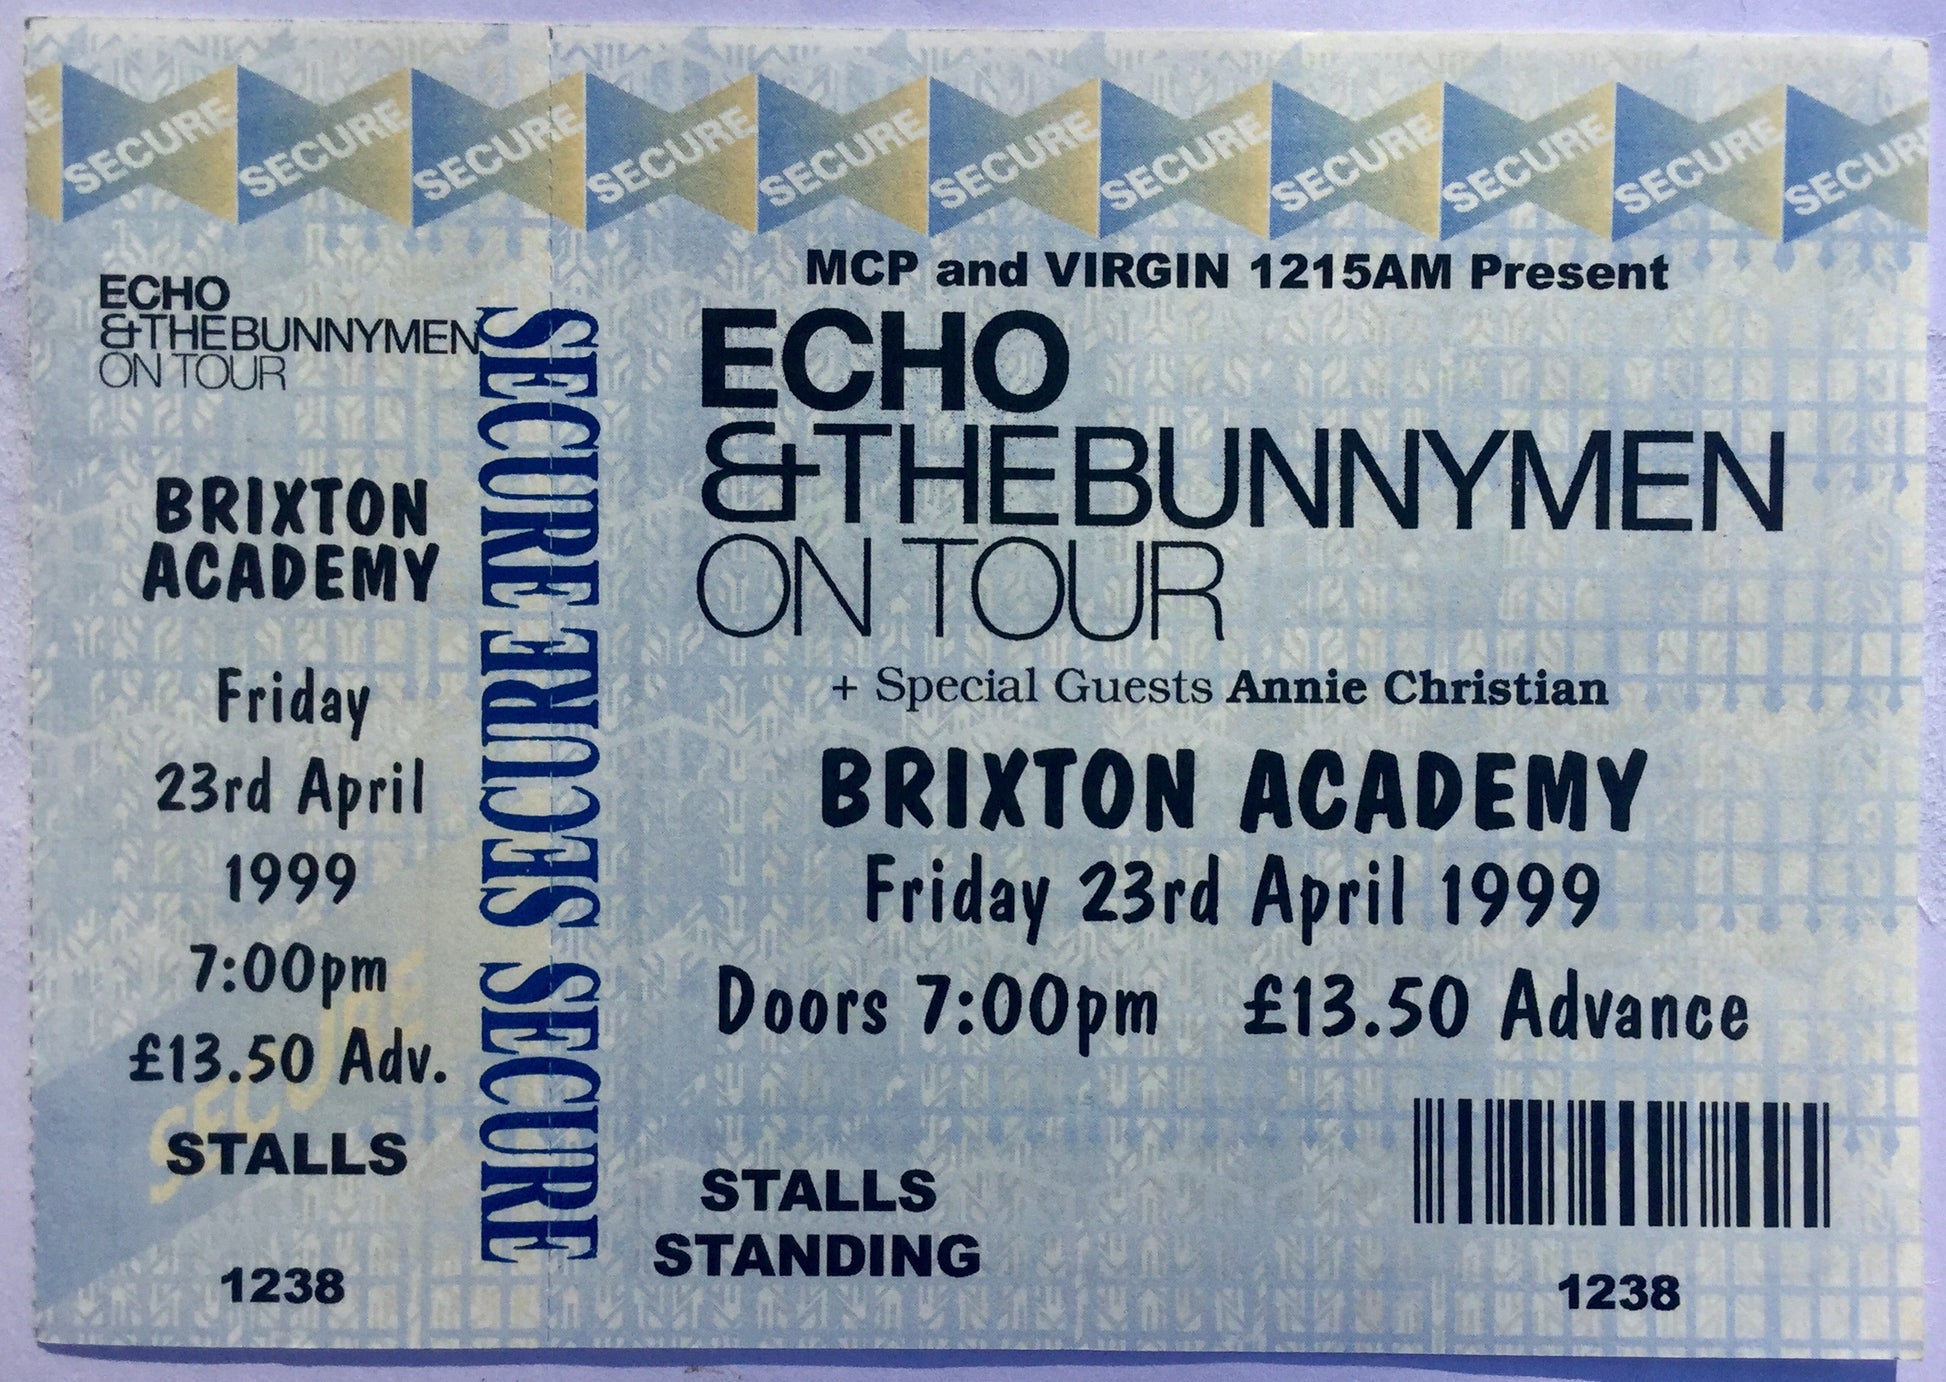 SECURE SECURE SECURE SECURE SECURE SECURE SECURE SECURE SECURE SECURE SECUR
ECHO
&THEBUNNYMEN
ON TOUR
BRIXTON
ACADEMY
Friday
23rd April
1999
7:00pm
£13.50 Adv.
SECURE
STALLS
1238
SECURE SECURE SECURE
MCP and VIRGIN 1215AM Present
ECHO
&THEBUNNYMEN
ON TOUR
+ Special Guests Annie Christian
BRIXTON ACADEMY
Friday 23rd April 1999
Doors 7:00pm £13.50 Advance
STALLS
STANDING
1238